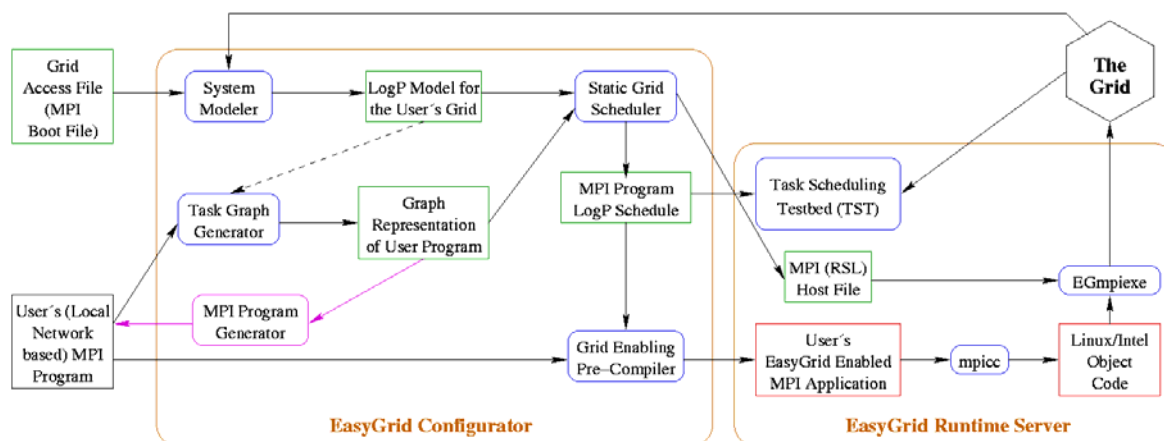 Grid
Access File
(MPI
Boot File)
System
Modeler
LogP Model for
the User´s Grid
Static Grid
Scheduler
The
Grid
Task Graph
Generator
Graph
Representation
of User Program
MPI Program
LogP Schedule
Task Scheduling
Testbed (TST)
MPI (RSL)
Host File
EGmpiexe
User´s (Local
Network
based) MPI
Program
MPI Program
Generator
Grid Enabling
Pre–Compiler
User´s
EasyGrid Enabled
MPI Application
mpicc
Linux/Intel
Object
Code
EasyGrid Configurator
EasyGrid Runtime Server